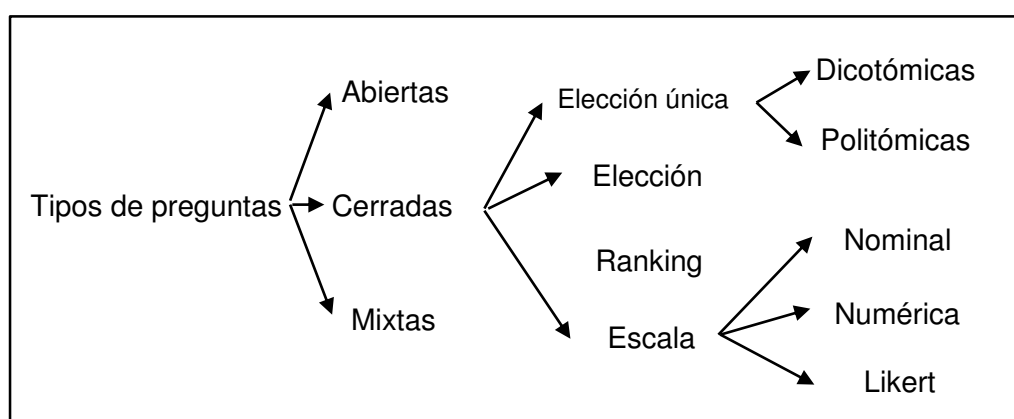 Tipos de preguntas
Abiertas
Cerradas
Mixtas
Elección única
Elección
Ranking
Escala
Dicotómicas
Politómicas
Nominal
Numérica
Likert